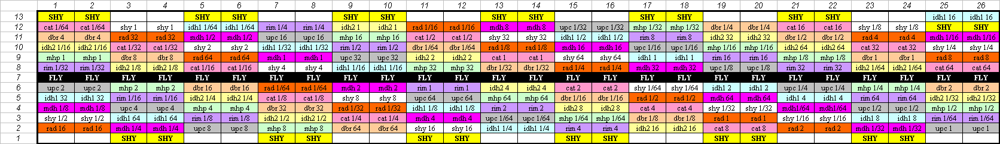 1 2 3 4 5 6 7 8 9 10 11 12 13 14 15 16 17 18 19 20 21 22 23 24 25 26
13 SHY SHY SHY SHY SHY SHY SHY SHY SHY SHY SHY SHY idh1 16 idh1 16
12 cat 1/64 cat 1/64 shy 1 shy 1 idh1 1/64 idh1 1/64 rim 1/4 rim 1/4 idh2 1 idh2 1 rad 1/16 rad 1/16 mdh 8 mdh 8 upc 1/32 upc 1/32 mhp 1/32 mhp 1/32 dbr 1/4 dbr 1/4 cat 16 cat 16 shy 1/8 shy 1/8 SHY SHY
11 dbr 4 dbr 4 rad 32 rad 32 mdh 1/2 mdh 1/2 upc 16 upc 16 mhp 16 mhp 16 cat 1/2 cat 1/2 shy 32 shy 32 idh1 1/2 idh1 1/2 rim 8 rim 8 idh2 32 idh2 32 dbr 1/2 dbr 1/2 rad 4 rad 4 mdh 1/16 mdh 1/16
10 idh2 1/16 idh2 1/16 cat 1/32 cat 1/32 shy 2 shy 2 idh1 1/32 idh1 1/32 rim 1/2 rim 1/2 dbr 1/64 dbr 1/64 rad 1/8 rad 1/8 mdh 16 mdh 16 upc 1/16 upc 1/16 mhp 1/16 mhp 1/16 idh2 64 idh2 64 cat 32 cat 32 shy 1/4 shy 1/4
9 mhp 1 mhp 1 dbr 8 dbr 8 rad 64 rad 64 mdh 1 mdh 1 upc 32 upc 32 idh2 2 idh2 2 cat 1 cat 1 shy 64 shy 64 idh1 1 idh1 1 rim 16 rim 16 mhp 1/8 mhp 1/8 dbr 1 dbr 1 rad 8 rad 8
8 rim 1/32 rim 1/32 idh2 1/8 idh2 1/8 cat 1/16 cat 1/16 shy 4 shy 4 idh1 1/16 idh1 1/16 mhp 32 mhp 32 dbr 1/32 dbr 1/32 rad 1/4 rad 1/4 mdh 32 mdh 32 upc 1/8 upc 1/8 rim 32 rim 32 idh2 1/64 idh2 1/64 cat 64 cat 64
7 FLY FLY FLY FLY FLY FLY FLY FLY FLY FLY FLY FLY FLY FLY FLY FLY FLY FLY FLY FLY FLY FLY FLY FLY FLY FLY
6 upc 2 upc 2 mhp 2 mhp 2 dbr 16 dbr 16 rad 1/64 rad 1/64 mdh 2 mdh 2 rim 1 rim 1 idh2 4 idh2 4 cat 2 cat 2 shy 1/64 shy 1/64 idh1 2 idh1 2 upc 1/4 upc 1/4 mhp 1/4 mhp 1/4 dbr 2 dbr 2
5 idh1 32 idh1 32 rim 1/16 rim 1/16 idh2 1/4 idh2 1/4 cat 1/8 cat 1/8 shy 8 shy 8 upc 64 upc 64 mhp 64 mhp 64 dbr 1/16 dbr 1/16 rad 1/2 rad 1/2 mdh 64 mdh 64 idh1 4 idh1 4 rim 64 rim 64 idh2 1/32 idh2 1/32
4 mdh 1/8 mdh 1/8 upc 4 upc 4 mhp 4 mhp 4 dbr 32 dbr 32 rad 1/32 rad 1/32 idh1 1/8 idh1 1/8 rim 2 rim 2 idh2 8 idh2 8 cat 4 cat 4 shy 1/32 shy 1/32 mdh1/64 mdh1/64 upc 1/2 upc 1/2 mhp 1/2 mhp 1/2
3 shy 1/2 shy 1/2 idh1 64 idh1 64 rim 1/8 rim 1/8 idh2 1/2 idh2 1/2 cat 1/4 cat 1/4 mdh 4 mdh 4 upc 1/64 upc 1/64 mhp 1/64 mhp 1/64 dbr 1/8 dbr 1/8 rad 1 rad 1 shy 1/16 shy 1/16 idh1 8 idh1 8 rim 1/64 rim 1/64
2 rad 16 rad 16 mdh 1/4 mdh 1/4 upc 8 upc 8 mhp 8 mhp 8 dbr 64 dbr 64 shy 16 shy 16 idh1 1/4 idh1 1/4 rim 4 rim 4 idh2 16 idh2 16 cat 8 cat 8 rad 2 rad 2 mdh 1/32 mdh 1/32 upc 1 upc 1
1 SHY SHY SHY SHY SHY SHY SHY SHY SHY SHY SHY SHY